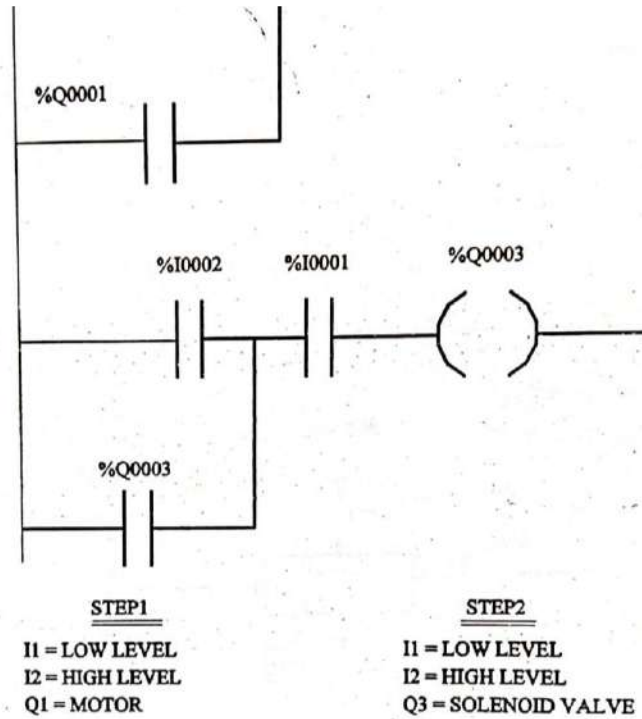 %Q0001
%I0002 %I0001 %Q0003
%Q0003
STEP1
I1 = LOW LEVEL
I2 = HIGH LEVEL
Q1 = MOTOR
STEP2
I1 = LOW LEVEL
I2 = HIGH LEVEL
Q3 = SOLENOID VALVE